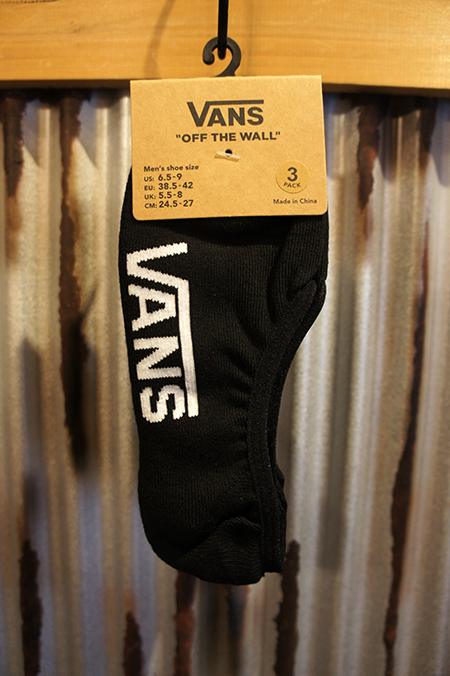 VANS
"OFF THE WALL"
Men's shoe size
US: 6.5-9
EU: 38.5-42
UK: 5.5-8
CM: 24.5-27
3
PACK
Made in China
VANS